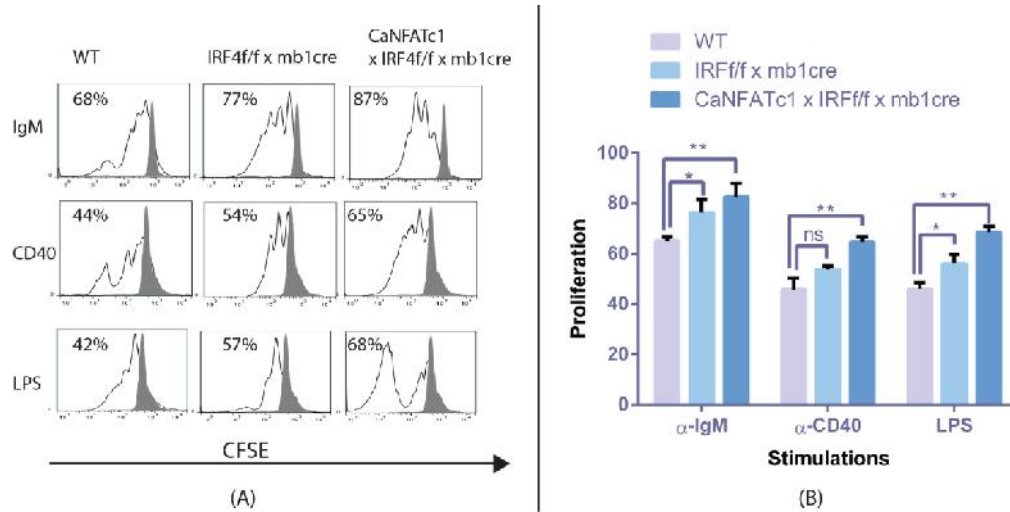 WT
IRF4f/f x mb1cre
CaNFATc1
x IRF4f/f x mb1cre
IgM
68%
77%
87%
CD40
44%
54%
65%
LPS
42%
57%
68%
CFSE
(A)
WT
IRFf/f x mb1cre
CaNFATc1 x IRFf/f x mb1cre
Proliferation
100
80
60
40
20
0
**
*
**
ns
**
*
α-IgM
α-CD40
LPS
Stimulations
(B)